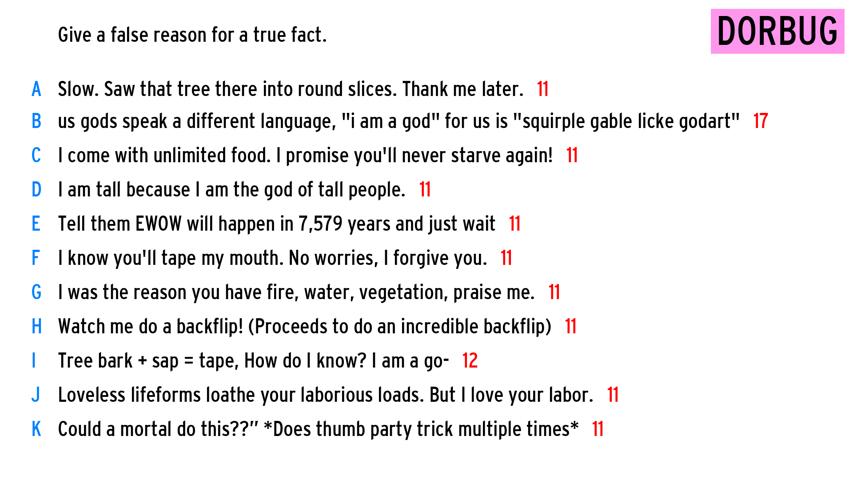 Give a false reason for a true fact.
DORBUG
A Slow. Saw that tree there into round slices. Thank me later. 11
B us gods speak a different language, "i am a god" for us is "squirple gable licke godart" 17
C I come with unlimited food. I promise you'll never starve again! 11
D I am tall because I am the god of tall people. 11
E Tell them EWOW will happen in 7,579 years and just wait 11
F I know you'll tape my mouth. No worries, I forgive you. 11
G I was the reason you have fire, water, vegetation, praise me. 11
H Watch me do a backflip! (Proceeds to do an incredible backflip) 11
I Tree bark + sap = tape, How do I know? I am a go- 12
J Loveless lifeforms loathe your laborious loads. But I love your labor. 11
K Could a mortal do this??” *Does thumb party trick multiple times* 11